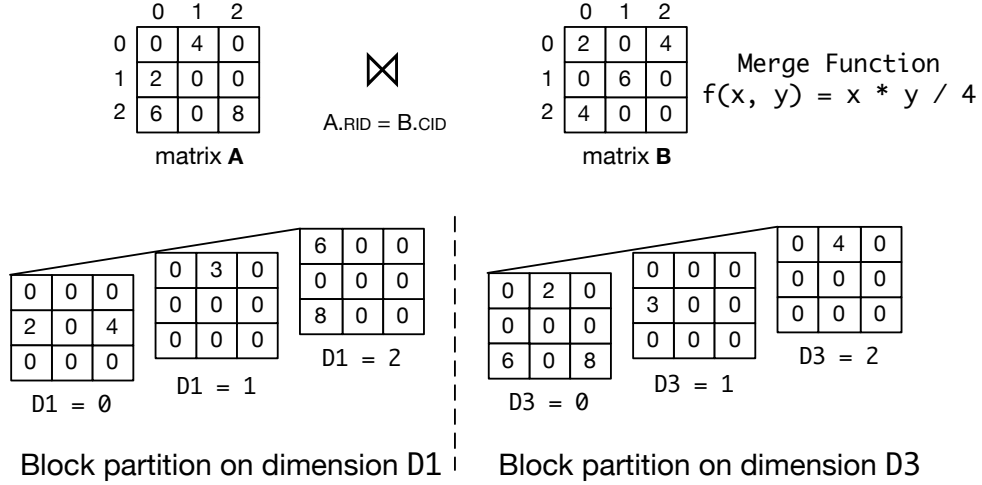 0 1 2
0 0 4 0
1 2 0 0
2 6 0 8
matrix A
⋈
A.RID = B.CID
0 1 2
0 2 0 4
1 0 6 0
2 4 0 0
matrix B
Merge Function
f(x, y) = x * y / 4
0 0 0
2 0 4
0 0 0
D1 = 0
0 3 0
0 0 0
0 0 0
D1 = 1
6 0 0
0 0 0
8 0 0
D1 = 2
Block partition on dimension D1
0 2 0
0 0 0
6 0 8
D3 = 0
0 0 0
3 0 0
0 0 0
D3 = 1
0 4 0
0 0 0
0 0 0
D3 = 2
Block partition on dimension D3